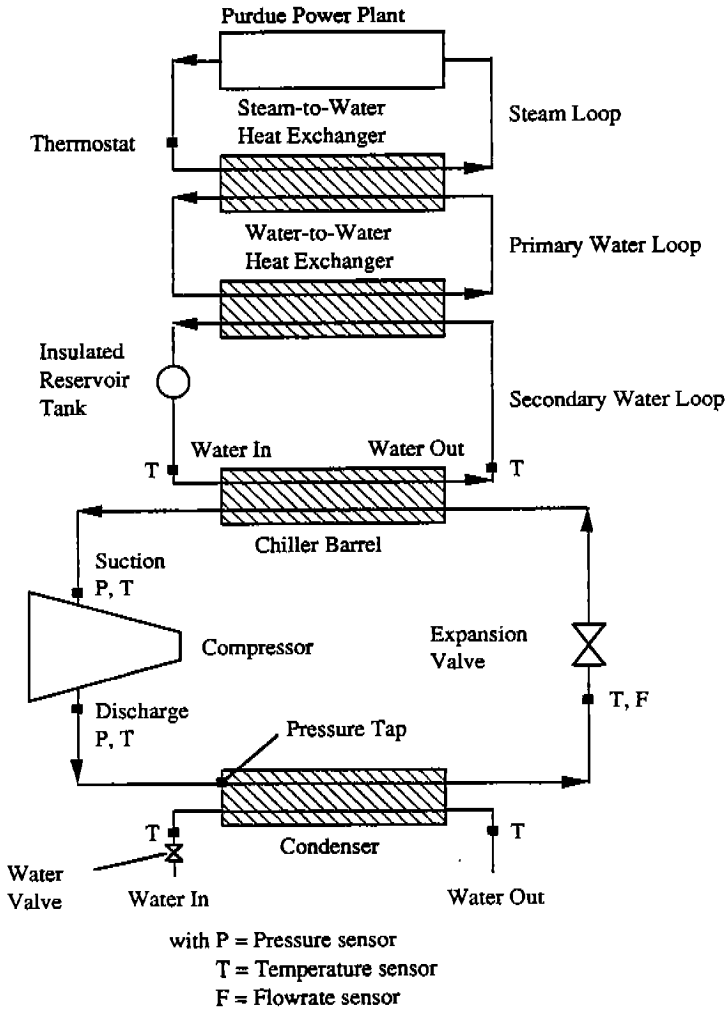 Purdue Power Plant
Steam-to-Water
Heat Exchanger
Steam Loop
Thermostat
Water-to-Water
Heat Exchanger
Primary Water Loop
Insulated
Reservoir
Tank
Secondary Water Loop
Water In
Water Out
T
T
Chiller Barrel
Suction
P, T
Compressor
Expansion
Valve
T, F
Discharge
P, T
Pressure Tap
T
T
Condenser
Water
Valve
Water In
Water Out
with P = Pressure sensor
T = Temperature sensor
F = Flowrate sensor